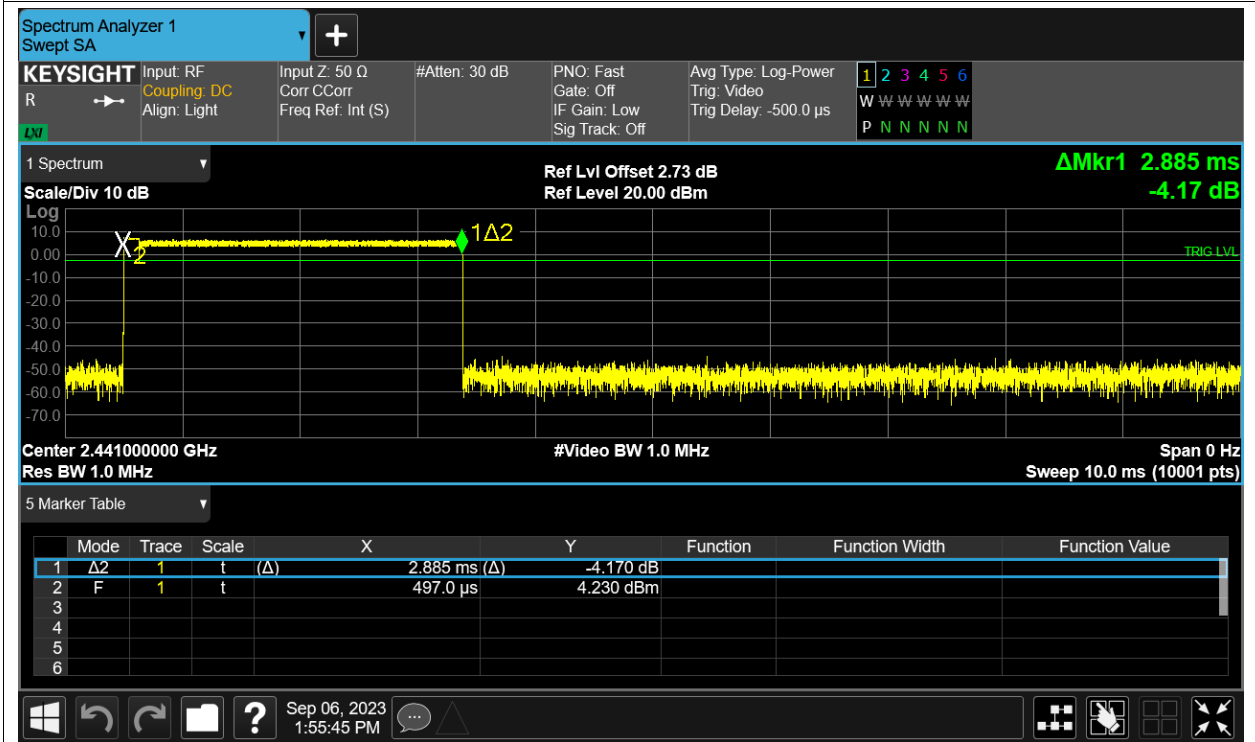 Spectrum Analyzer 1
Swept SA
KEYSIGHT
R
LXI
Input: RF
Coupling: DC
Align: Light
Input Z: 50 Ω
Corr CCorr
Freq Ref: Int (S)
#Atten: 30 dB
PNO: Fast
Gate: Off
IF Gain: Low
Sig Track: Off
Avg Type: Log-Power
Trig: Video
Trig Delay: -500.0 µs
1 2 3 4 5 6
W W W W W W
P N N N N N
1 Spectrum
Scale/Div 10 dB
Ref Lvl Offset 2.73 dB
Ref Level 20.00 dBm
ΔMkr1 2.885 ms
-4.17 dB
Log
10.0
0.00
-10.0
-20.0
-30.0
-40.0
-50.0
-60.0
-70.0
2
1Δ2
TRIG LVL
Center 2.441000000 GHz
#Video BW 1.0 MHz
Span 0 Hz
Res BW 1.0 MHz
Sweep 10.0 ms (10001 pts)
5 Marker Table
Mode Trace Scale X Y Function Function Width Function Value
1 Δ2 1 t (Δ) 2.885 ms (Δ) -4.170 dB
2 F 1 t 497.0 µs 4.230 dBm
3
4
5
6
?
Sep 06, 2023
1:55:45 PM